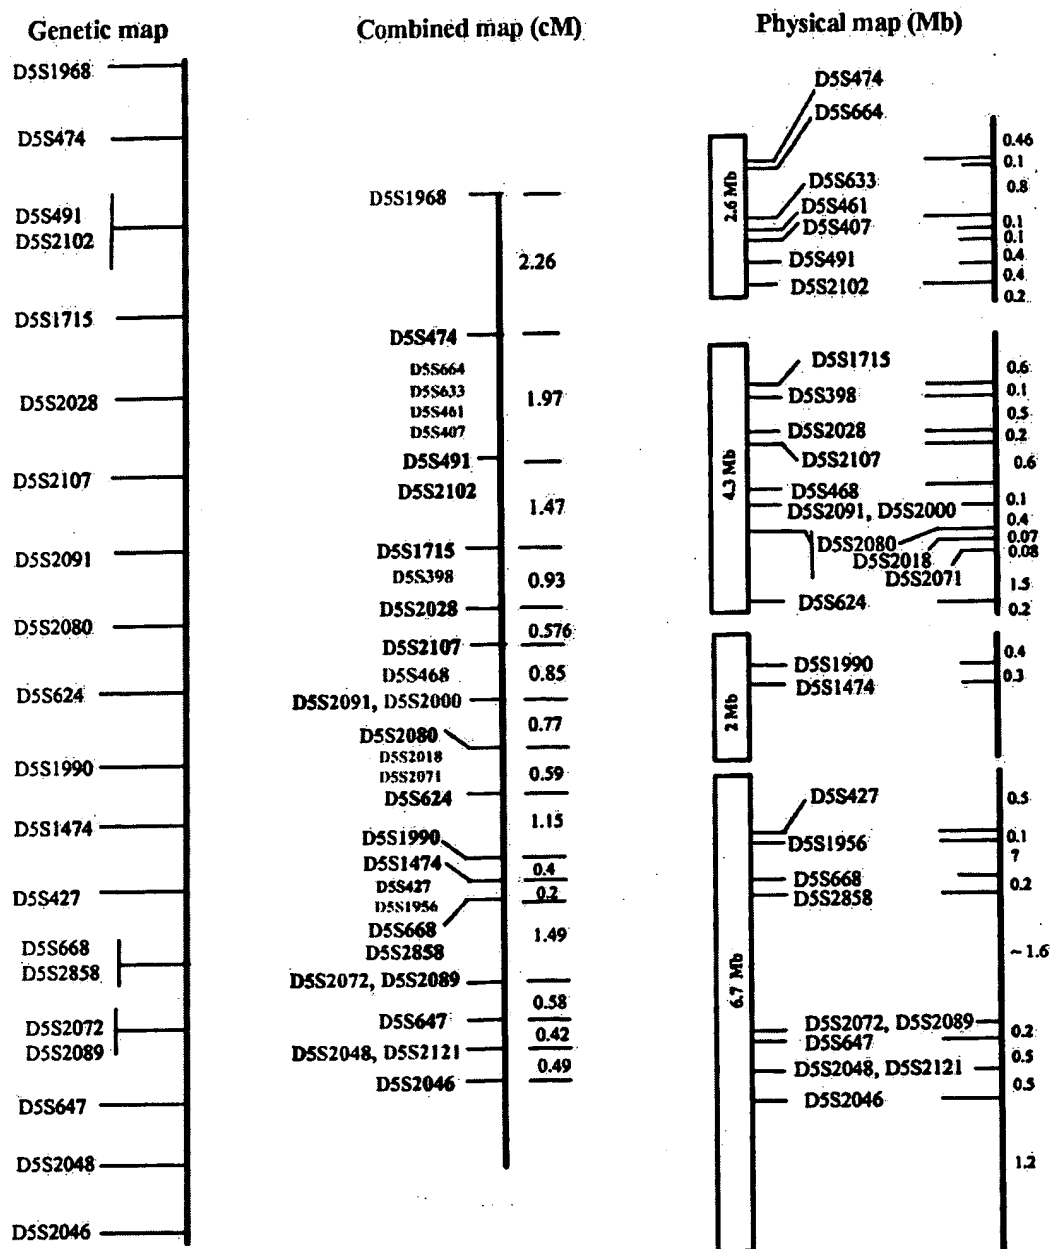 Genetic map
D5S1968
D5S474
D5S491
D5S2102
D5S1715
D5S2028
D5S2107
D5S2091
D5S2080
D5S624
D5S1990
D5S1474
D5S427
D5S668
D5S2858
D5S2072
D5S2089
D5S647
D5S2048
D5S2046
Combined map (cM)
D5S1968
2.26
D5S474
D5S664
D5S633
1.97
D5S461
D5S407
D5S491
D5S2102
1.47
D5S1715
D5S398
0.93
D5S2028
0.576
D5S2107
D5S468
0.85
D5S2091, D5S2000
0.77
D5S2080
D5S2018
D5S2071
0.59
D5S624
1.15
D5S1990
D5S1474
0.4
D5S427
0.2
D5S1956
D5S668
1.49
D5S2858
D5S2072, D5S2089
0.58
D5S647
0.42
D5S2048, D5S2121
0.49
D5S2046
Physical map (Mb)
2.6 Mb
D5S474
D5S664
D5S633
D5S461
D5S407
D5S491
D5S2102
0.46
0.1
0.8
0.1
0.1
0.4
0.4
0.2
4.3 Mb
D5S1715
D5S398
D5S2028
D5S2107
D5S468
D5S2091, D5S2000
D5S2080
D5S2018
D5S2071
D5S624
0.6
0.1
0.5
0.2
0.6
0.1
0.4
0.07
0.08
1.5
0.2
2 Mb
D5S1990
D5S1474
0.4
0.3
6.7 Mb
D5S427
D5S1956
D5S668
D5S2858
D5S2072, D5S2089
D5S647
D5S2048, D5S2121
D5S2046
0.5
0.1
?
0.2
~1.6
0.2
0.5
0.5
1.2